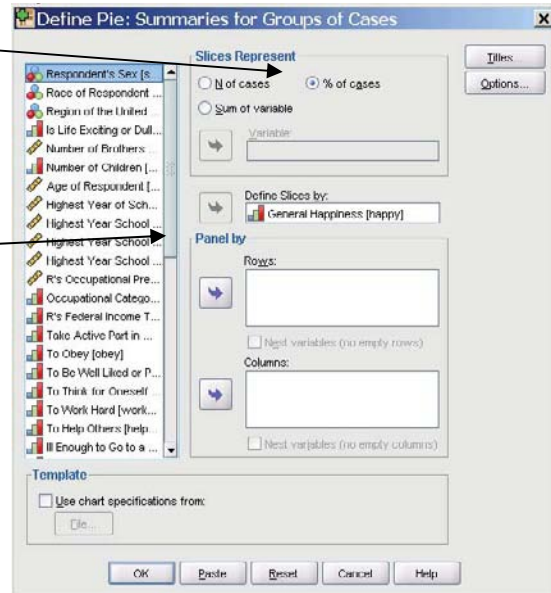 Define Pie: Summaries for Groups of Cases
Respondent's Sex [s...
Race of Respondent ...
Region of the United ...
Is Life Exciting or Dull...
Number of Brothers ...
Number of Children [...
Age of Respondent [...
Highest Year of Sch...
Highest Year School ...
Highest Year School ...
Highest Year School ...
R's Occupational Pre...
Occupational Catego...
R's Federal Income T...
Take Active Part in ...
To Obey [obey]
To Be Well Liked or P...
To Think for Oneself ...
To Work Hard [work...
To Help Others [help...
Ill Enough to Go to a ...
Slices Represent
N of cases
% of cases
Sum of variable
Variable:
Define Slices by:
General Happiness [happy]
Panel by
Rows:
Nest variables (no empty rows)
Columns:
Nest variables (no empty columns)
Titles...
Options...
Template
Use chart specifications from:
File...
OK
Paste
Reset
Cancel
Help